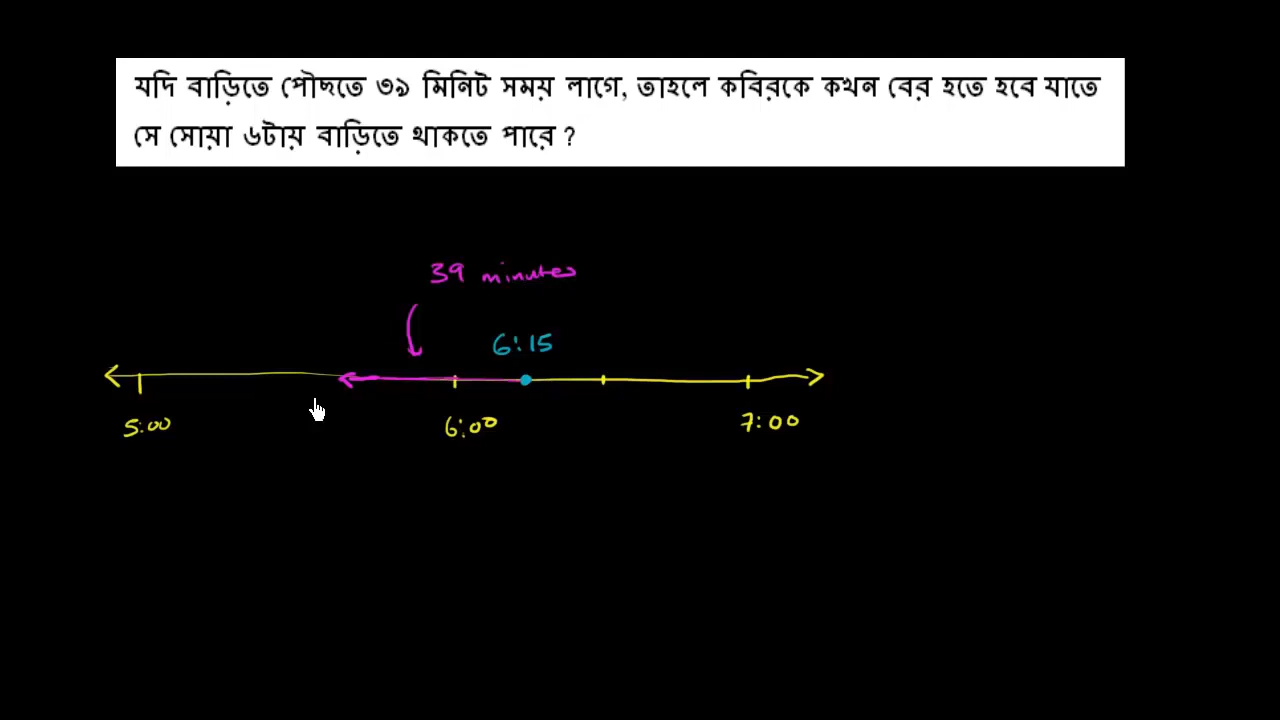 যদি বাড়িতে পৌছতে ৩৯ মিনিট সময় লাগে, তাহলে কবিরকে কখন বের হতে হবে যাতে
সে সোয়া ৬টায় বাড়িতে থাকতে পারে ?
39 minutes
6:15
5:00 6:00 7:00